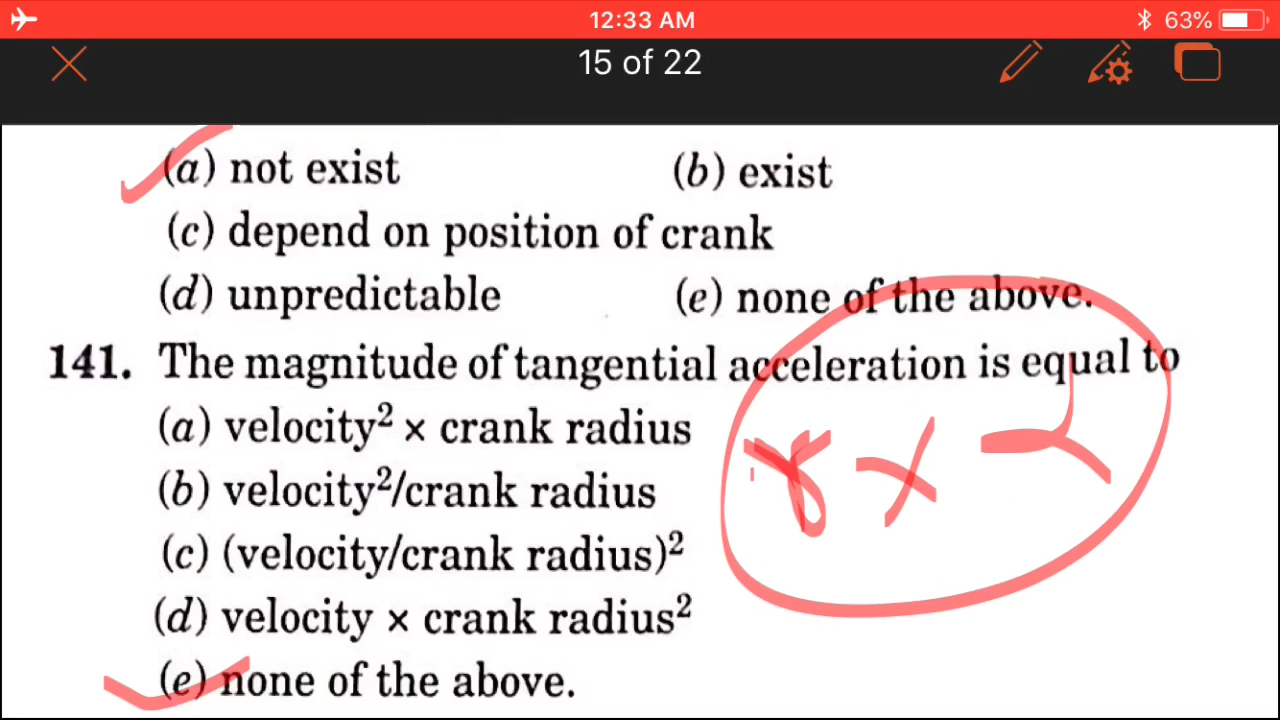 12:33 AM 63%
15 of 22
(a) not exist (b) exist
(c) depend on position of crank
(d) unpredictable (e) none of the above.
141. The magnitude of tangential acceleration is equal to
(a) velocity² × crank radius
(b) velocity²/crank radius
(c) (velocity/crank radius)²
(d) velocity × crank radius²
(e) none of the above.